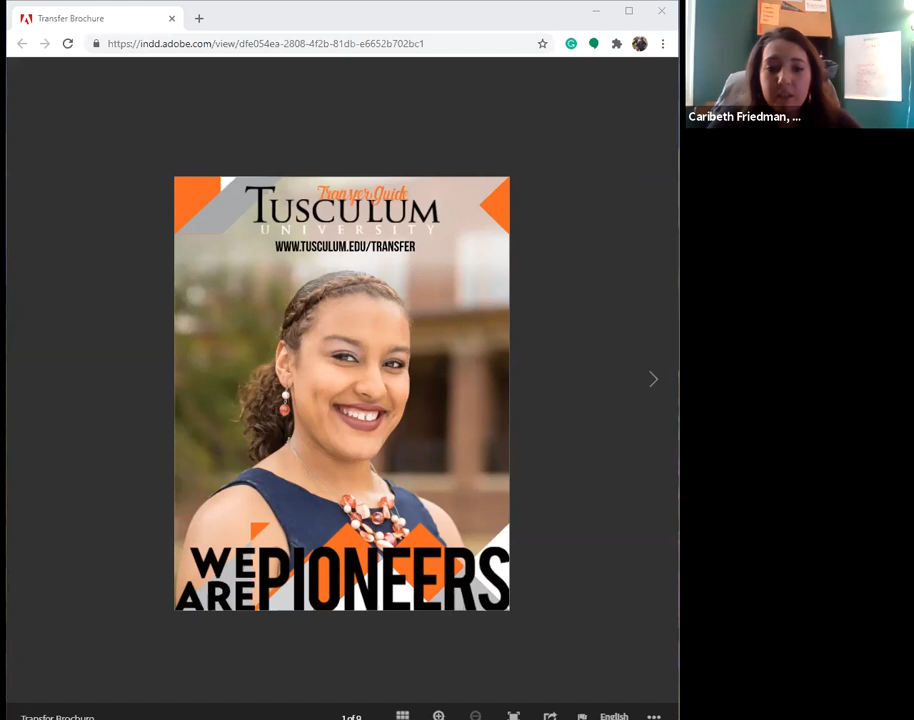 Transfer Brochure
https://indd.adobe.com/view/dfe054ea-2808-4f2b-81db-e6652b702bc1
Caribeth Friedman, ...
Transfer Guide
TUSCULUM
UNIVERSITY
WWW.TUSCULUM.EDU/TRANSFER
WE ARE PIONEERS
Transfer Brochure
1 of 9
English